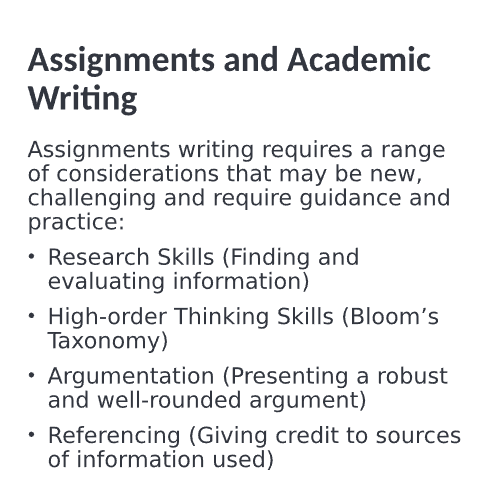 Assignments and Academic
Writing
Assignments writing requires a range
of considerations that may be new,
challenging and require guidance and
practice:
• Research Skills (Finding and
evaluating information)
• High-order Thinking Skills (Bloom’s
Taxonomy)
• Argumentation (Presenting a robust
and well-rounded argument)
• Referencing (Giving credit to sources
of information used)